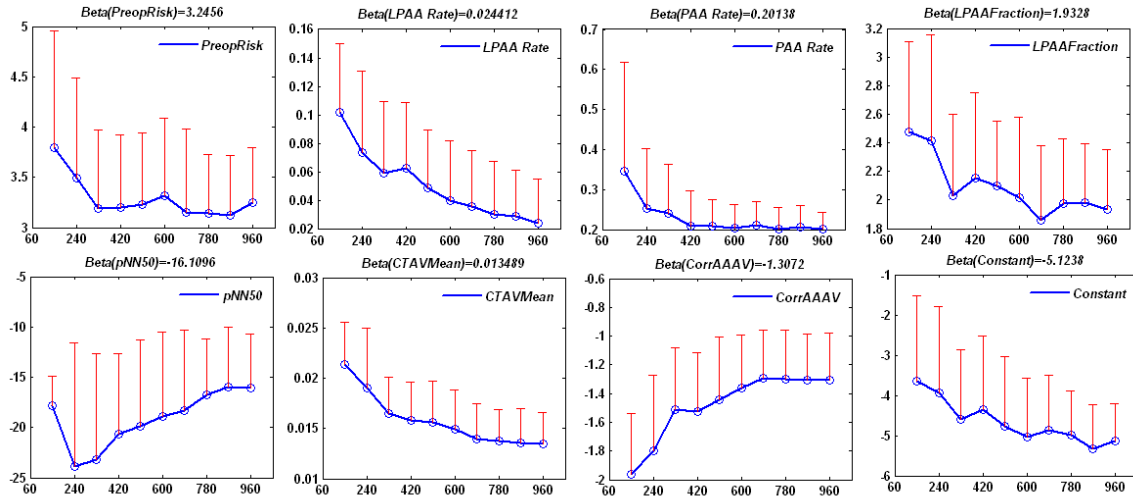 Beta(PreopRisk)=3.2456
Beta(LPAA Rate)=0.024412
Beta(PAA Rate)=0.20138
Beta(LPAAFraction)=1.9328
5
4.5
4
3.5
3
PreopRisk
60 240 420 600 780 960
0.16
0.14
0.12
0.1
0.08
0.06
0.04
0.02
LPAA Rate
60 240 420 600 780 960
0.7
0.6
0.5
0.4
0.3
0.2
PAA Rate
60 240 420 600 780 960
3.2
3
2.8
2.6
2.4
2.2
2
1.8
LPAAFraction
60 240 420 600 780 960
Beta(pNN50)=-16.1096
Beta(CTAVMean)=0.013489
Beta(CorrAAAV)=-1.3072
Beta(Constant)=-5.1238
-5
-10
-15
-20
-25
pNN50
60 240 420 600 780 960
0.03
0.025
0.02
0.015
0.01
CTAVMean
60 240 420 600 780 960
-0.6
-0.8
-1
-1.2
-1.4
-1.6
-1.8
-2
CorrAAAV
60 240 420 600 780 960
-1
-2
-3
-4
-5
-6
Constant
60 240 420 600 780 960